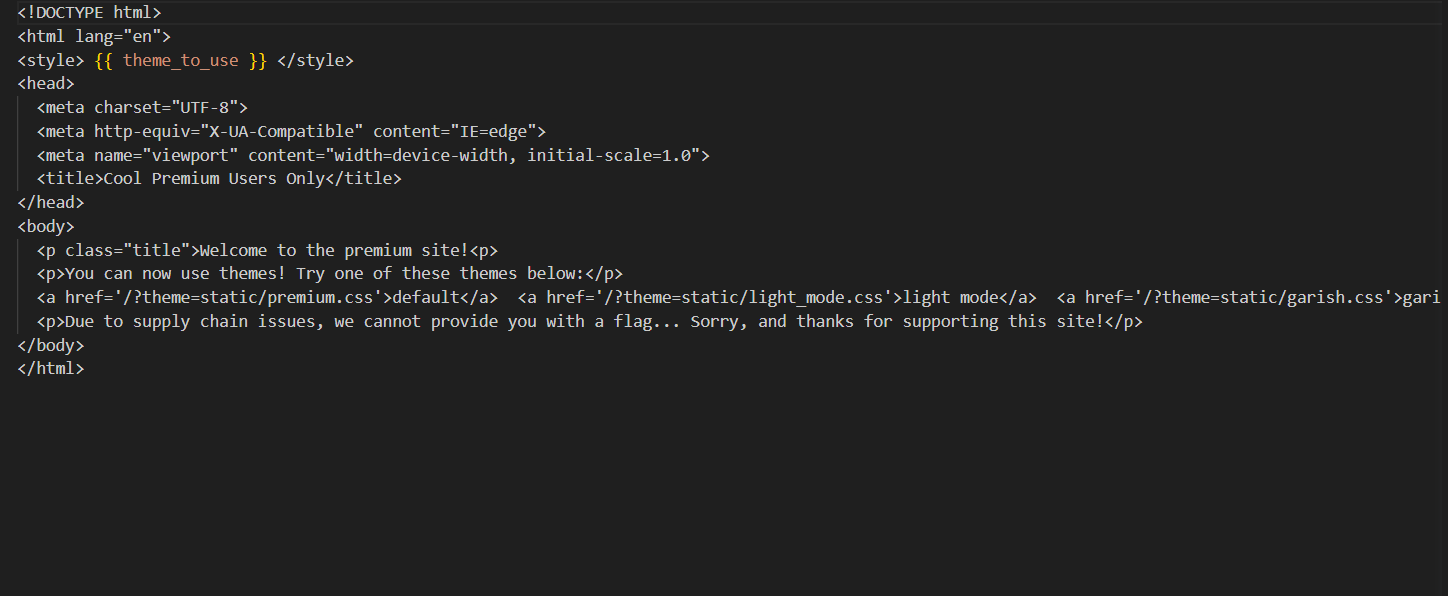 <!DOCTYPE html>
<html lang="en">
<style> {{ theme_to_use }} </style>
<head>
<meta charset="UTF-8">
<meta http-equiv="X-UA-Compatible" content="IE=edge">
<meta name="viewport" content="width=device-width, initial-scale=1.0">
<title>Cool Premium Users Only</title>
</head>
<body>
<p class="title">Welcome to the premium site!<p>
<p>You can now use themes! Try one of these themes below:</p>
<a href='/?theme=static/premium.css'>default</a>  <a href='/?theme=static/light_mode.css'>light mode</a>  <a href='/?theme=static/garish.css'>gari
<p>Due to supply chain issues, we cannot provide you with a flag... Sorry, and thanks for supporting this site!</p>
</body>
</html>